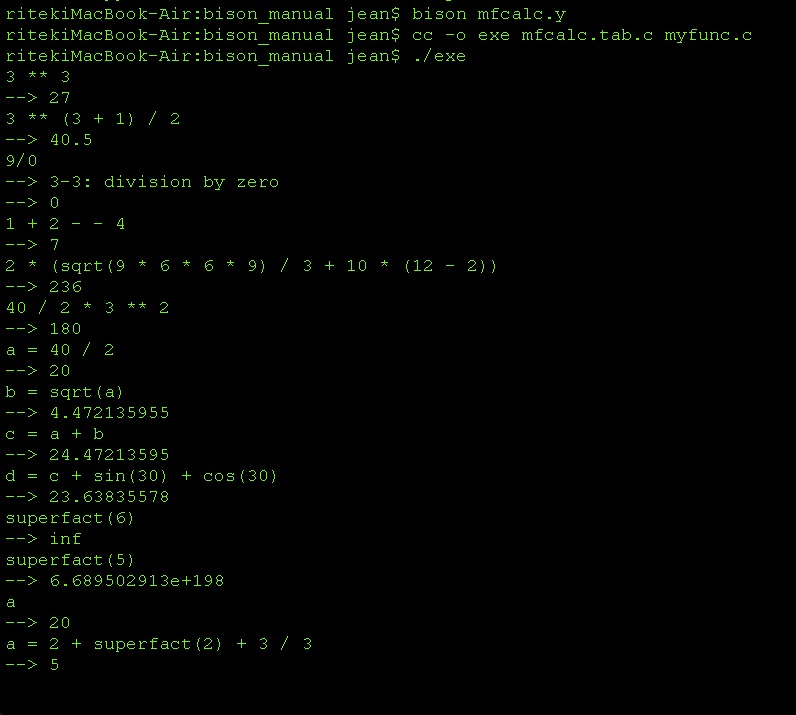 ritekiMacBook-Air:bison_manual jean$ bison mfcalc.y
ritekiMacBook-Air:bison_manual jean$ cc -o exe mfcalc.tab.c myfunc.c
ritekiMacBook-Air:bison_manual jean$ ./exe
3 ** 3
--> 27
3 ** (3 + 1) / 2
--> 40.5
9/0
--> 3-3: division by zero
--> 0
1 + 2 - - 4
--> 7
2 * (sqrt(9 * 6 * 6 * 9) / 3 + 10 * (12 - 2))
--> 236
40 / 2 * 3 ** 2
--> 180
a = 40 / 2
--> 20
b = sqrt(a)
--> 4.472135955
c = a + b
--> 24.47213595
d = c + sin(30) + cos(30)
--> 23.63835578
superfact(6)
--> inf
superfact(5)
--> 6.689502913e+198
a
--> 20
a = 2 + superfact(2) + 3 / 3
--> 5